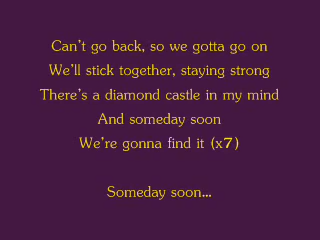 Can't go back, so we gotta go on
We'll stick together, staying strong
There's a diamond castle in my mind
And someday soon
We're gonna find it (x7)
Someday soon...